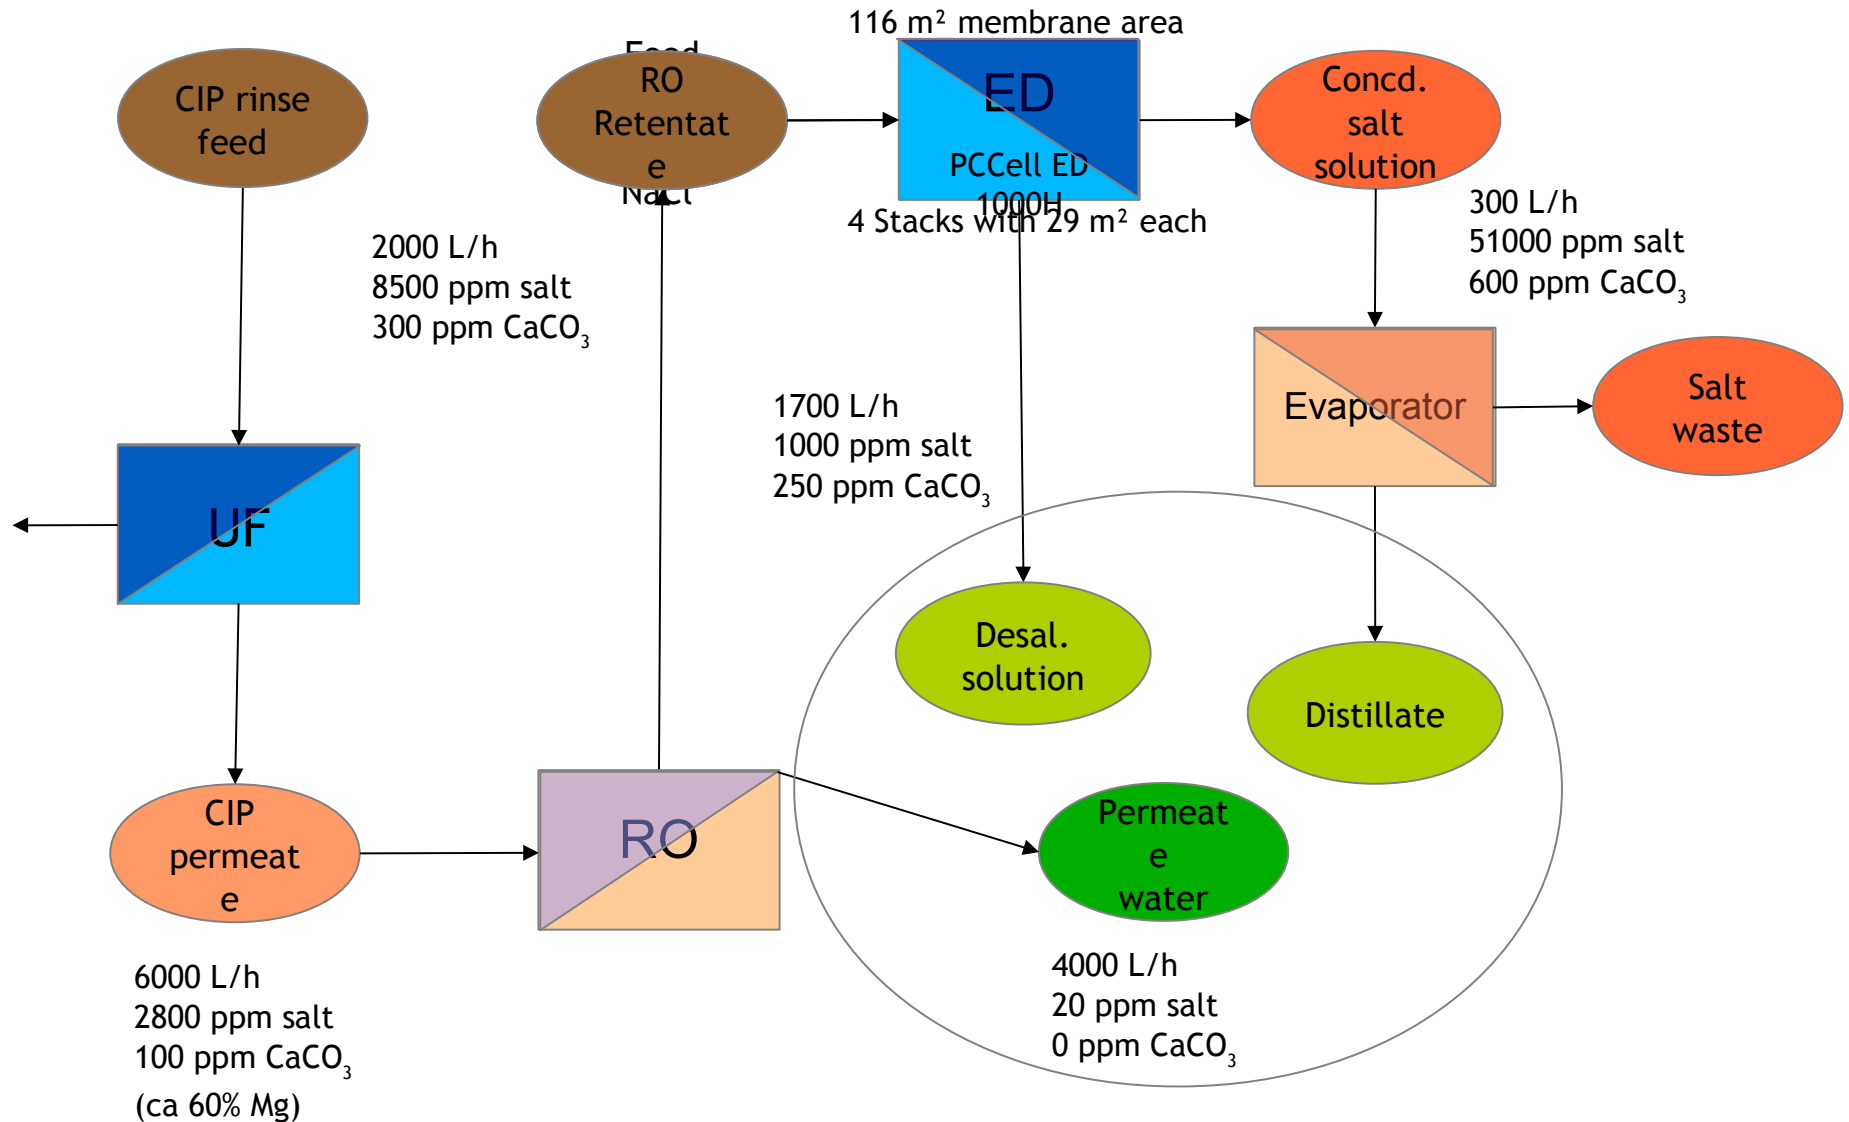 116 m² membrane area
CIP rinse
feed
Feed
RO
Retentat
e
NaCl
ED
PCCell ED
1000H
4 Stacks with 29 m² each
Concd.
salt
solution
300 L/h
51000 ppm salt
600 ppm CaCO₃
2000 L/h
8500 ppm salt
300 ppm CaCO₃
1700 L/h
1000 ppm salt
250 ppm CaCO₃
Evaporator
Salt
waste
UF
Desal.
solution
Distillate
CIP
permeat
e
RO
Permeat
e
water
6000 L/h
2800 ppm salt
100 ppm CaCO₃
(ca 60% Mg)
4000 L/h
20 ppm salt
0 ppm CaCO₃